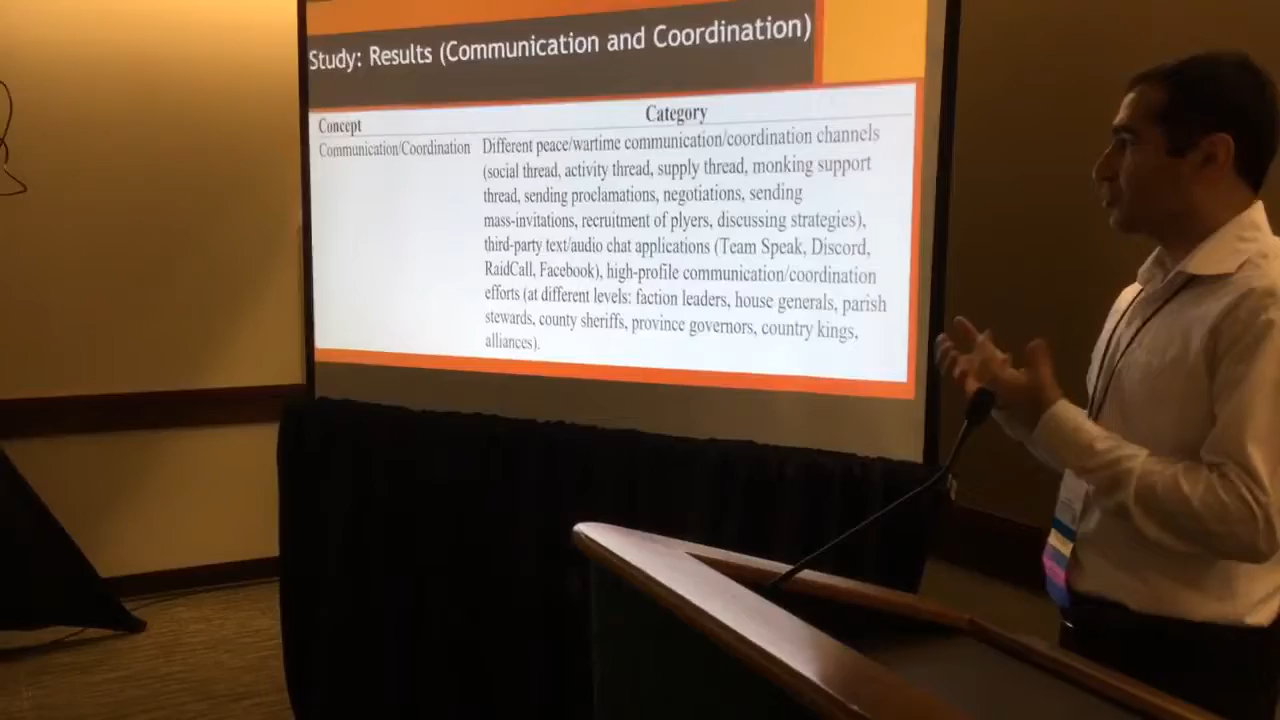 Study: Results (Communication and Coordination)
Concept Category
Communication/Coordination Different peace/wartime communication/coordination channels
(social thread, activity thread, supply thread, monking support
thread, sending proclamations, negotiations, sending
mass-invitations, recruitment of plyers, discussing strategies),
third-party text/audio chat applications (Team Speak, Discord,
RaidCall, Facebook), high-profile communication/coordination
efforts (at different levels: faction leaders, house generals, parish
stewards, county sheriffs, province governors, country kings,
alliances).